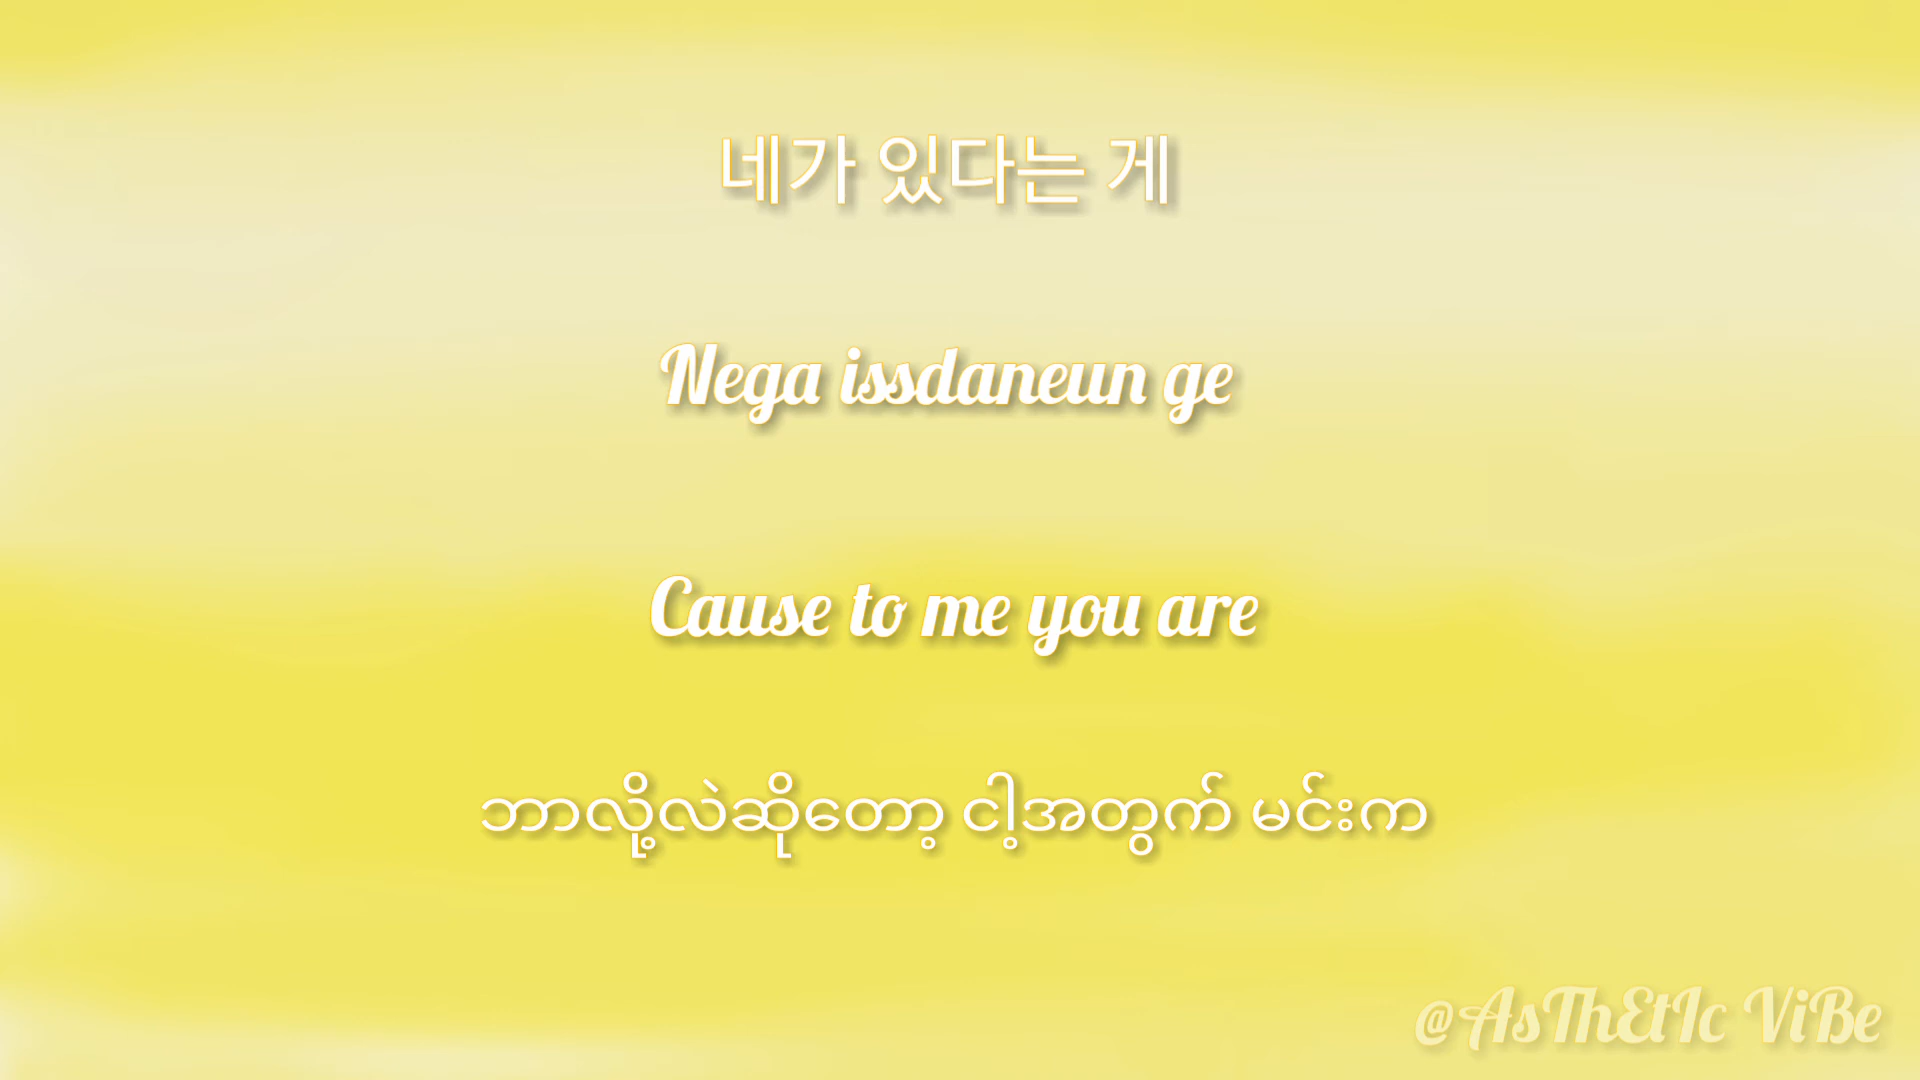 네가 있다는 게
Nega issdaneun ge
Cause to me you are
ဘာလို့လဲဆိုတော့ ငါ့အတွက် မင်းက
@AsThEtIc ViBe